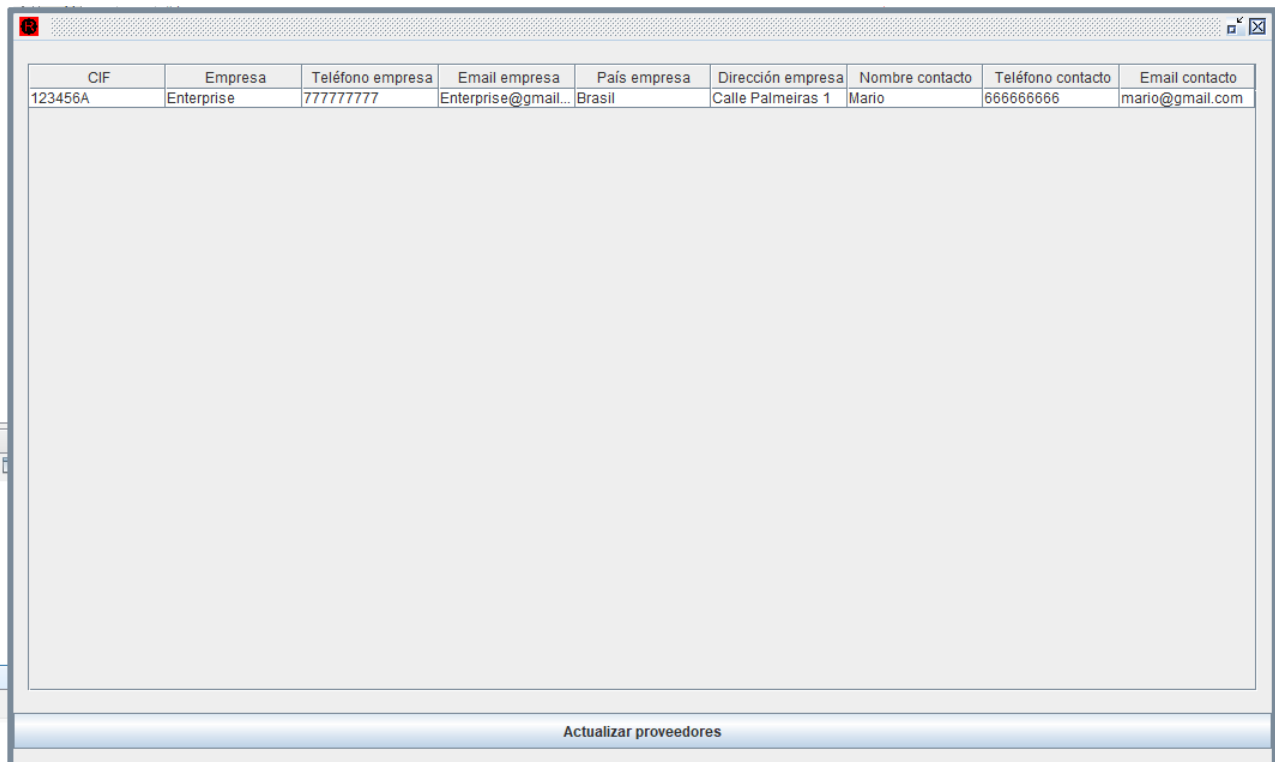 CIF Empresa Teléfono empresa Email empresa País empresa Dirección empresa Nombre contacto Teléfono contacto Email contacto
123456A Enterprise 777777777 Enterprise@gmail... Brasil Calle Palmeiras 1 Mario 666666666 mario@gmail.com
Actualizar proveedores